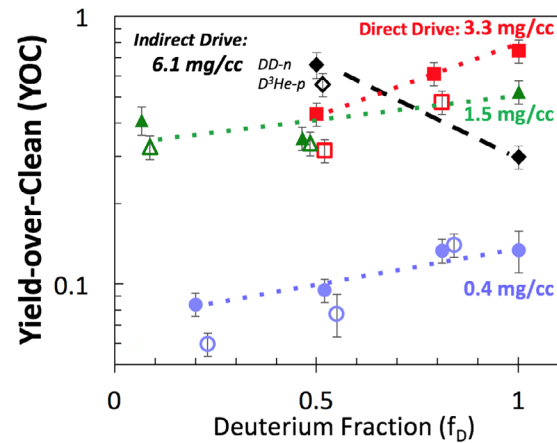 1
Indirect Drive:
6.1 mg/cc
DD-n
D³He-p
Direct Drive: 3.3 mg/cc
1.5 mg/cc
0.1
0.4 mg/cc
Yield-over-Clean (YOC)
0
0.5
1
Deuterium Fraction (f_D)